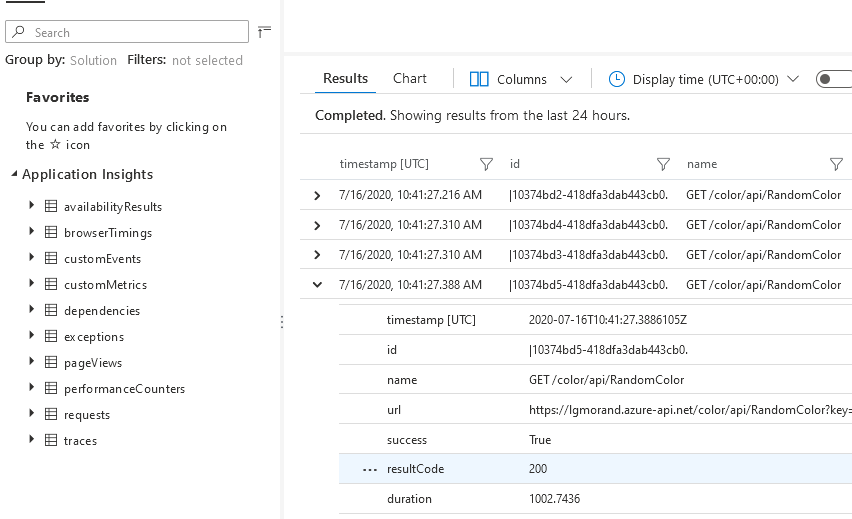 Search
Group by: Solution Filters: not selected
Favorites
You can add favorites by clicking on
the ☆ icon
Application Insights
availabilityResults
browserTimings
customEvents
customMetrics
dependencies
exceptions
pageViews
performanceCounters
requests
traces
Results Chart Columns Display time (UTC+00:00)
Completed. Showing results from the last 24 hours.
timestamp [UTC] id name
7/16/2020, 10:41:27.216 AM |10374bd2-418dfa3dab443cb0. GET /color/api/RandomColor
7/16/2020, 10:41:27.310 AM |10374bd4-418dfa3dab443cb0. GET /color/api/RandomColor
7/16/2020, 10:41:27.310 AM |10374bd3-418dfa3dab443cb0. GET /color/api/RandomColor
7/16/2020, 10:41:27.388 AM |10374bd5-418dfa3dab443cb0. GET /color/api/RandomColor
timestamp [UTC] 2020-07-16T10:41:27.3886105Z
id |10374bd5-418dfa3dab443cb0.
name GET /color/api/RandomColor
url https://lgmorand.azure-api.net/color/api/RandomColor?key=
success True
resultCode 200
duration 1002.7436